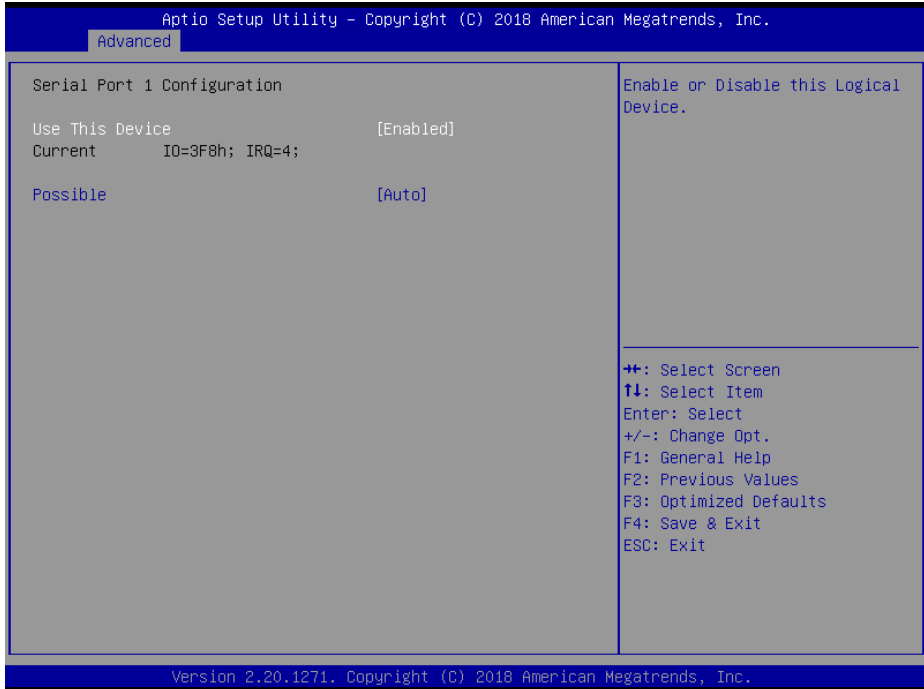 Aptio Setup Utility – Copyright (C) 2018 American Megatrends, Inc.
Advanced
Serial Port 1 Configuration
Use This Device [Enabled]
Current IO=3F8h; IRQ=4;
Possible [Auto]
Enable or Disable this Logical
Device.
→←: Select Screen
↑↓: Select Item
Enter: Select
+/-: Change Opt.
F1: General Help
F2: Previous Values
F3: Optimized Defaults
F4: Save & Exit
ESC: Exit
Version 2.20.1271. Copyright (C) 2018 American Megatrends, Inc.